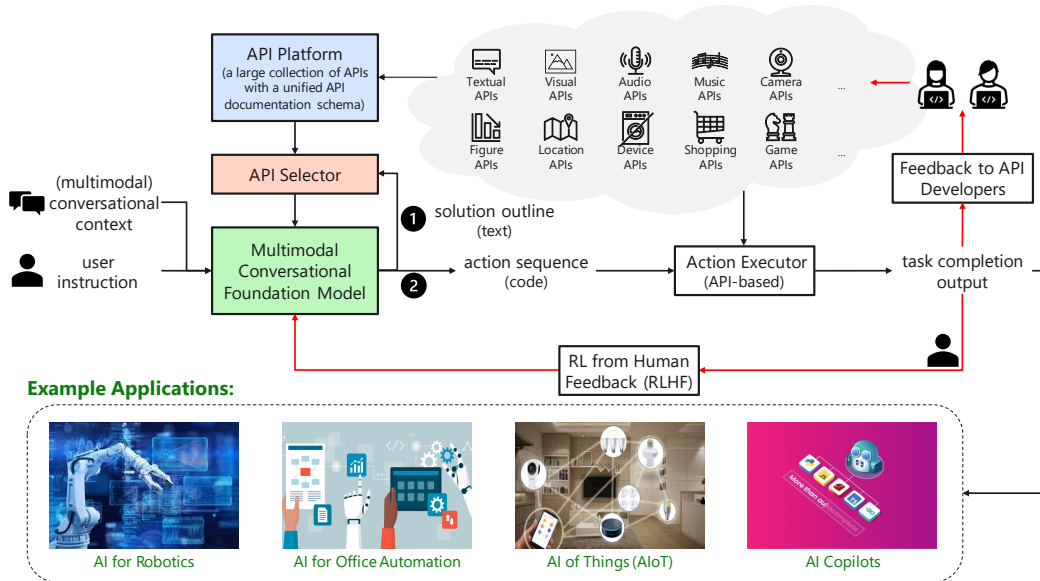 API Platform
(a large collection of APIs
with a unified API
documentation schema)
Textual
APIs
Visual
APIs
Audio
APIs
Music
APIs
Camera
APIs
...
Figure
APIs
Location
APIs
Device
APIs
Shopping
APIs
Game
APIs
...
API Selector
Feedback to API
Developers
(multimodal)
conversational
context
1
solution outline
(text)
user
instruction
Multimodal
Conversational
Foundation Model
2
action sequence
(code)
Action Executor
(API-based)
task completion
output
RL from Human
Feedback (RLHF)
Example Applications:
More than autocomplete
AI for Robotics
AI for Office Automation
AI of Things (AIoT)
AI Copilots